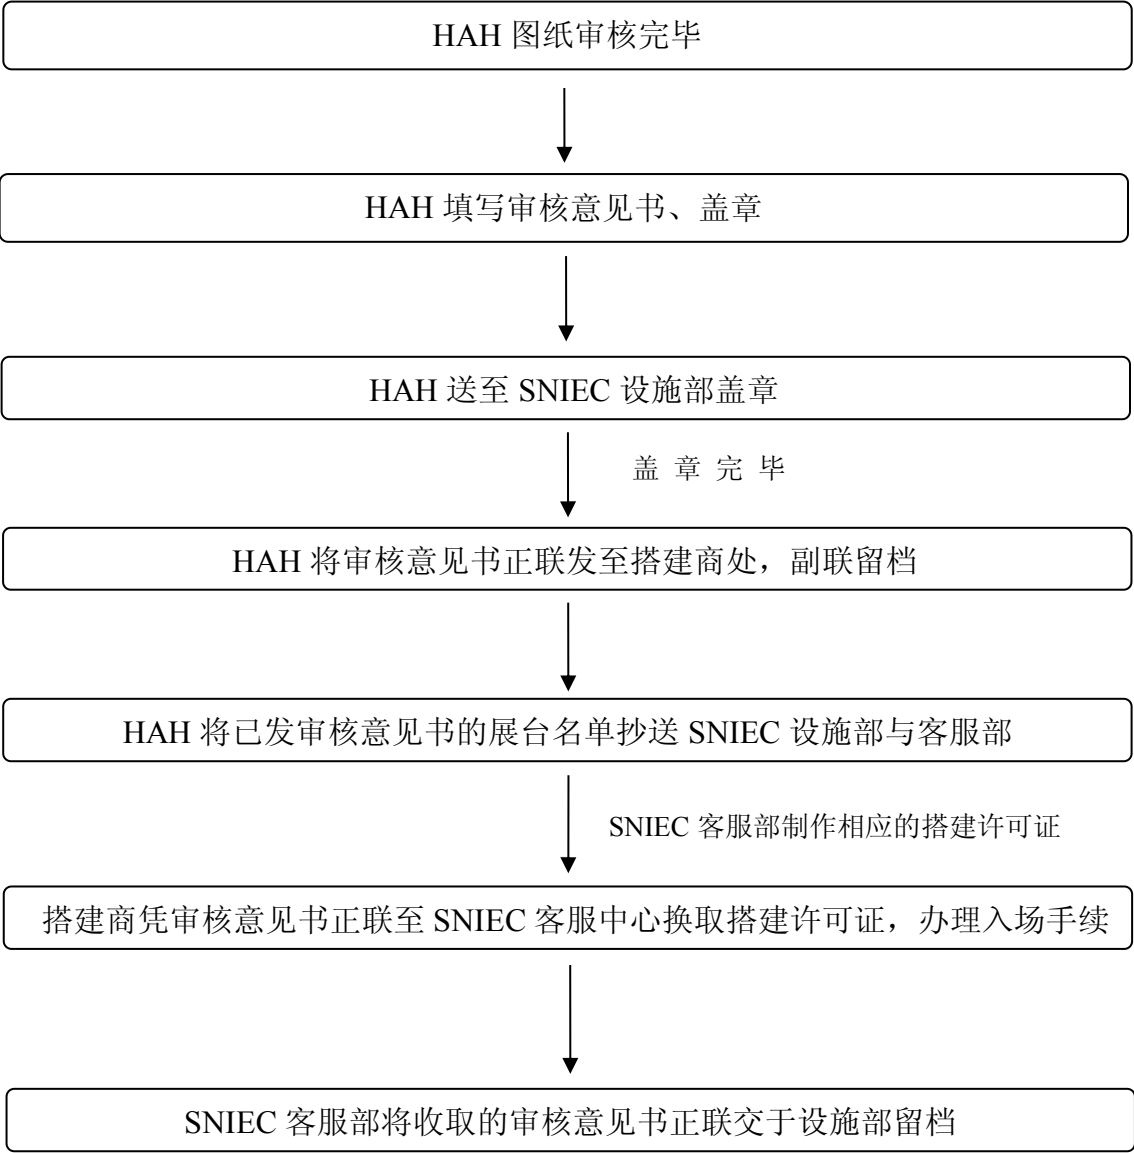 HAH 图纸审核完毕
HAH 填写审核意见书、盖章
HAH 送至 SNIEC 设施部盖章
盖 章 完 毕
HAH 将审核意见书正联发至搭建商处，副联留档
HAH 将已发审核意见书的展台名单抄送 SNIEC 设施部与客服部
SNIEC 客服部制作相应的搭建许可证
搭建商凭审核意见书正联至 SNIEC 客服中心换取搭建许可证，办理入场手续
SNIEC 客服部将收取的审核意见书正联交于设施部留档